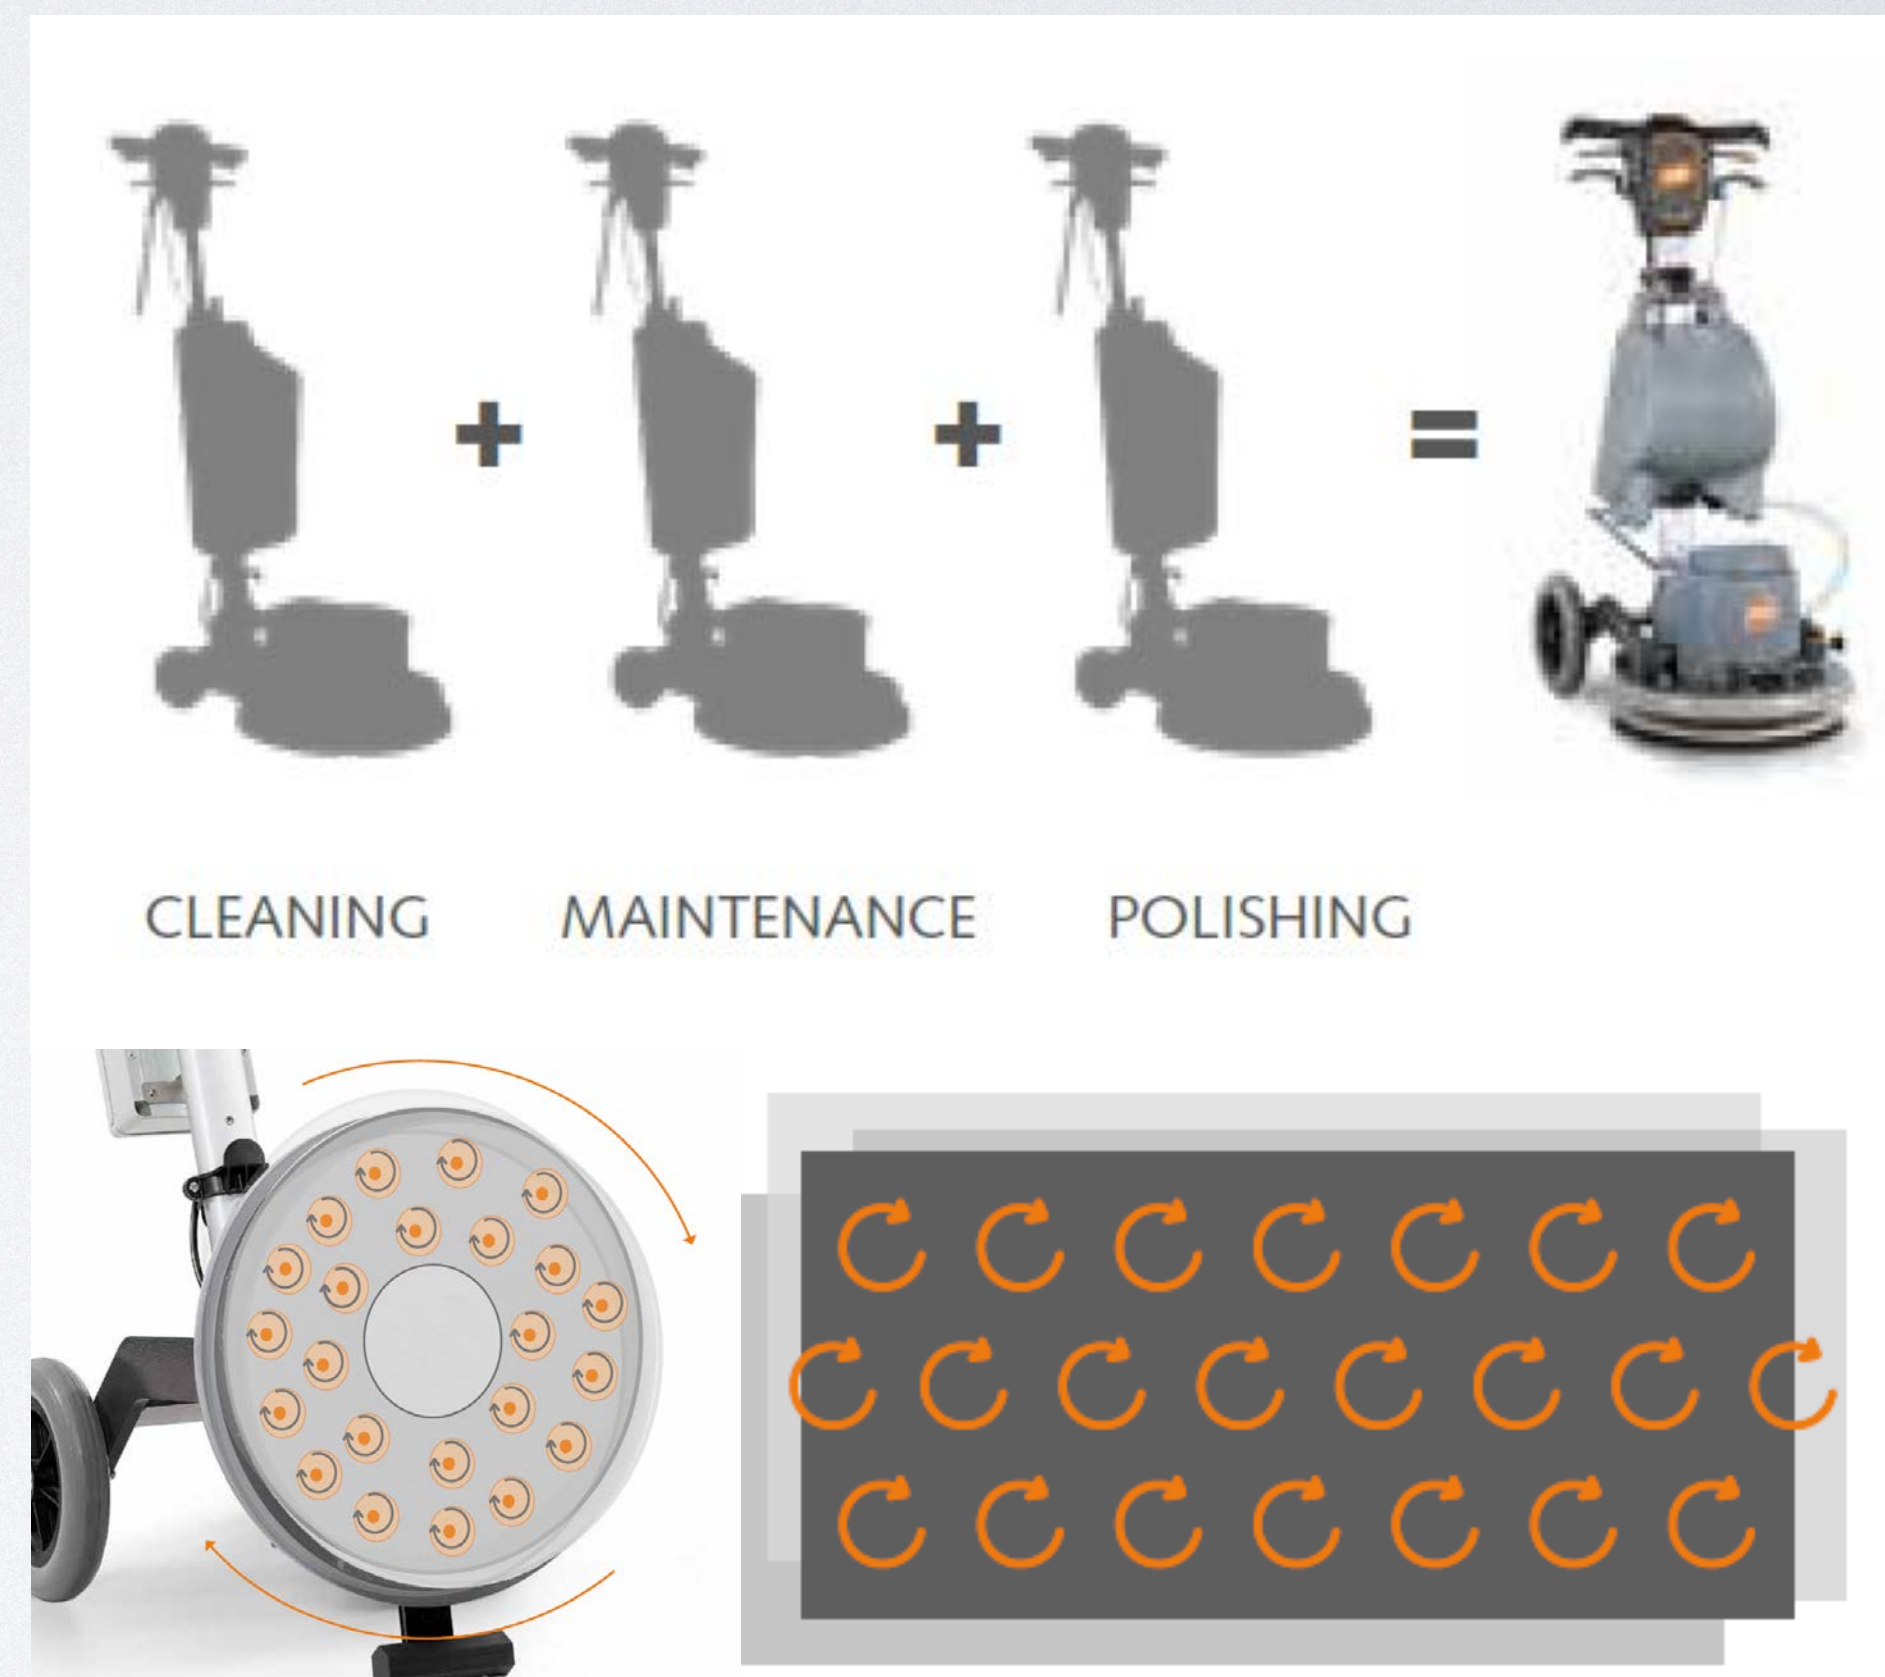 + + =
CLEANING MAINTENANCE POLISHING